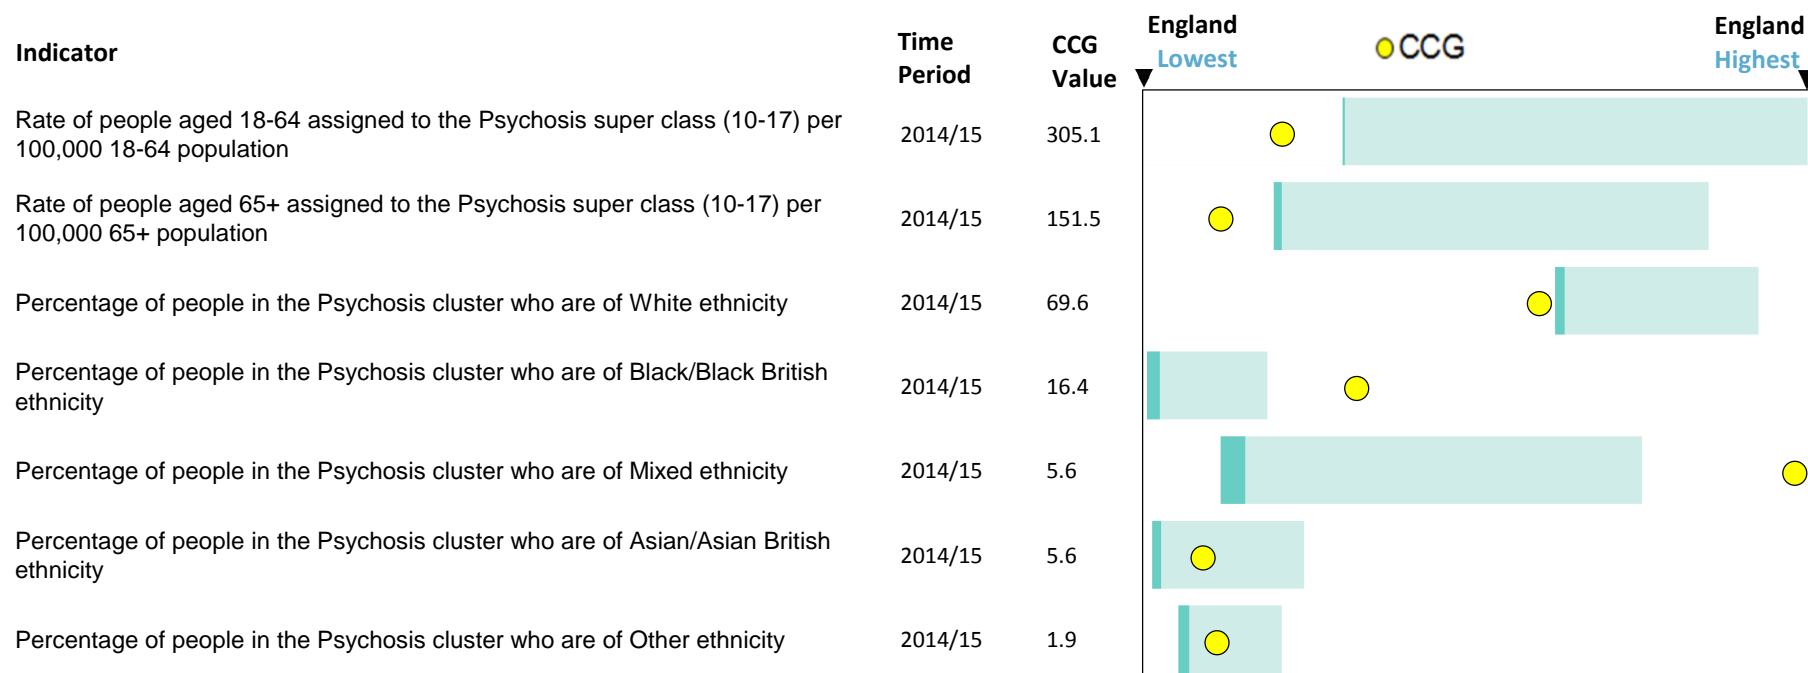 Indicator
Time
Period
CCG
Value
England
Lowest
CCG
England
Highest
Rate of people aged 18-64 assigned to the Psychosis super class (10-17) per
100,000 18-64 population
2014/15
305.1
Rate of people aged 65+ assigned to the Psychosis super class (10-17) per
100,000 65+ population
2014/15
151.5
Percentage of people in the Psychosis cluster who are of White ethnicity
2014/15
69.6
Percentage of people in the Psychosis cluster who are of Black/Black British
ethnicity
2014/15
16.4
Percentage of people in the Psychosis cluster who are of Mixed ethnicity
2014/15
5.6
Percentage of people in the Psychosis cluster who are of Asian/Asian British
ethnicity
2014/15
5.6
Percentage of people in the Psychosis cluster who are of Other ethnicity
2014/15
1.9